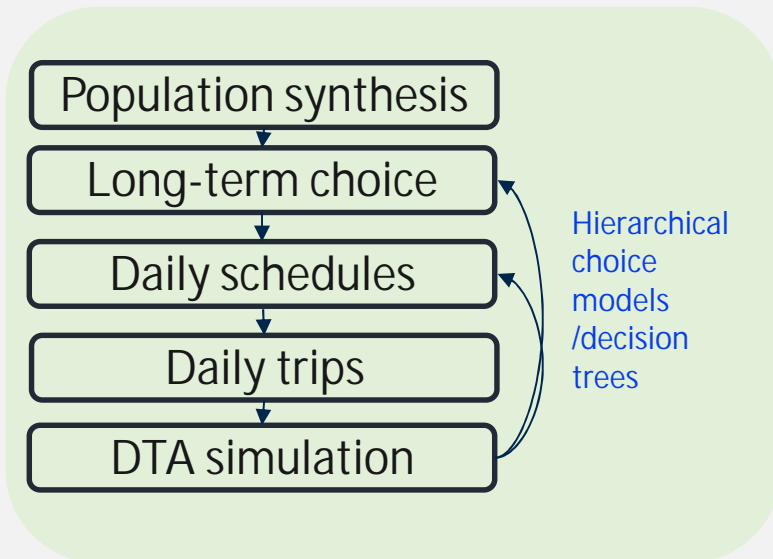 Population synthesis
Long-term choice
Daily schedules
Daily trips
DTA simulation
Hierarchical
choice
models
/decision
trees